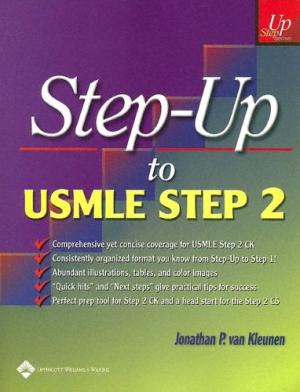 Up
Step
SERIES
Step-Up
to
USMLE STEP 2
Comprehensive yet concise coverage for USMLE Step 2 CK
Consistently organized format you know from Step-Up to Step 1!
Abundant illustrations, tables, and color images
"Quick hits" and "Next steps" give practical tips for success
Perfect prep tool for Step 2 CK and a head start for the Step 2 CS
Jonathan P. van Kleunen
LIPPINCOTT WILLIAMS & WILKINS